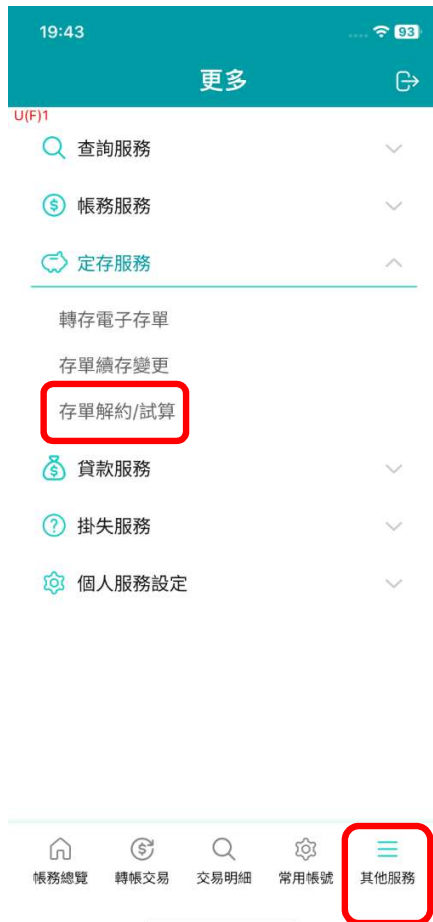 19:43
93
更多
U(F)1
查詢服務
帳務服務
定存服務
轉存電子存單
存單續存變更
存單解約/試算
貸款服務
掛失服務
個人服務設定
帳務總覽 轉帳交易 交易明細 常用帳號 其他服務